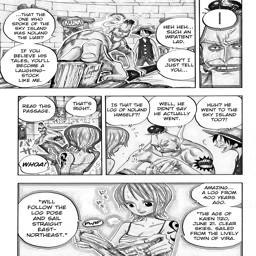 !
HEH HEH...
SUCH AN
IMPATIENT
LAD.
DIDN'T I
JUST TELL
YOU...
...THAT THE
ONE WHO
SPOKE OF THE
SKY ISLAND
WAS NOLAND
THE LIAR!?
IF YOU
BELIEVE HIS
TALES, YOU'LL
BECOME A
LAUGHING-
STOCK
LIKE ME.
HUH!? HE
WENT TO
THE SKY
ISLAND
TOO!?
WELL, HE
DIDN'T
SAY HE
DID...
IS THAT
THE LOG OF
NOLAND
HIMSELF?!
THAT'S
RIGHT.
READ THIS
PASSAGE.
WHOA!
AMAZING...
A LOG FROM
400 YEARS
AGO.
"THE AGE OF
KAIEN 1120,
JUNE 21, CLEAR
SKIES. SAILED
FROM THE LIVELY
TOWN OF VIRA.
"WILL
FOLLOW THE
LOG POSE AND
SAIL
STRAIGHT
EAST-
NORTHEAST."